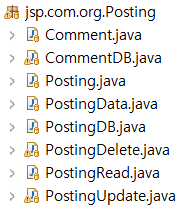 jsp.com.org.Posting
Comment.java
CommentDB.java
Posting.java
PostingData.java
PostingDB.java
PostingDelete.java
PostingRead.java
PostingUpdate.java